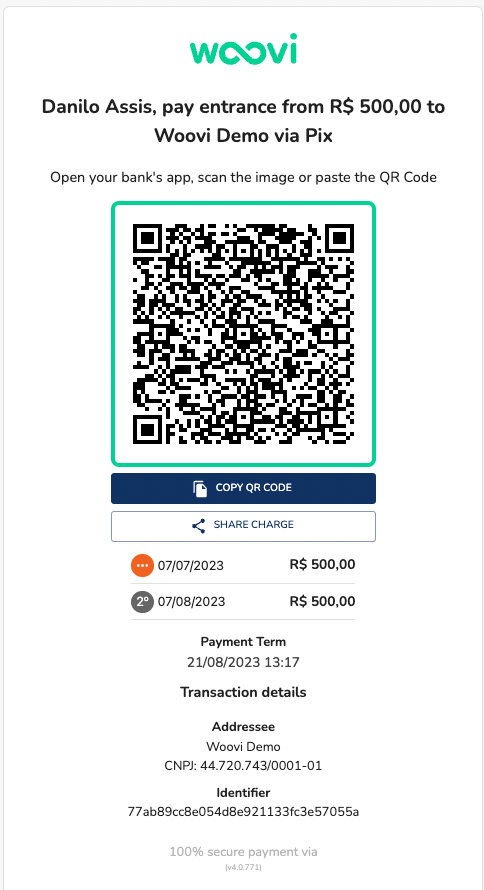 woovi
Danilo Assis, pay entrance from R$ 500,00 to
Woovi Demo via Pix
Open your bank's app, scan the image or paste the QR Code
COPY QR CODE
SHARE CHARGE
07/07/2023 R$ 500,00
2º 07/08/2023 R$ 500,00
Payment Term
21/08/2023 13:17
Transaction details
Addressee
Woovi Demo
CNPJ: 44.720.743/0001-01
Identifier
77ab89cc8e054d8e921133fc3e57055a
100% secure payment via
(v4.0.771)